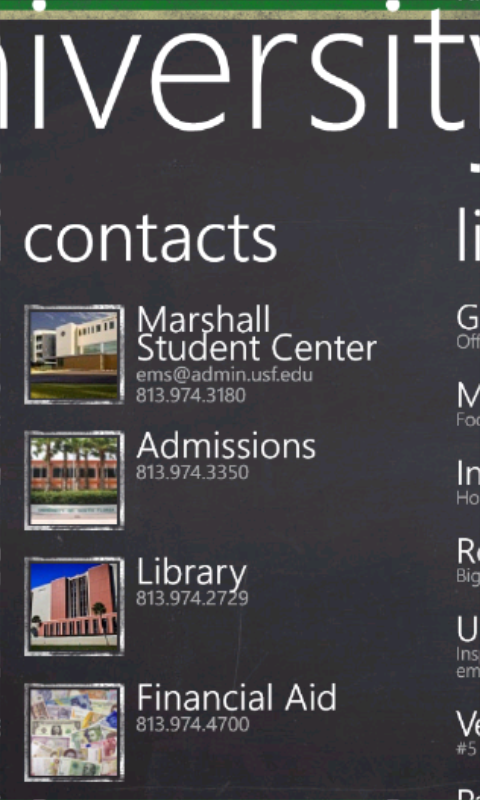 niversity
contacts
Marshall
Student Center
ems@admin.usf.edu
813.974.3180
Admissions
813.974.3350
Library
813.974.2729
Financial Aid
813.974.4700
li
G
Off
M
Foo
In
Ho
Re
Big
U
Ins
em
Ve
#5